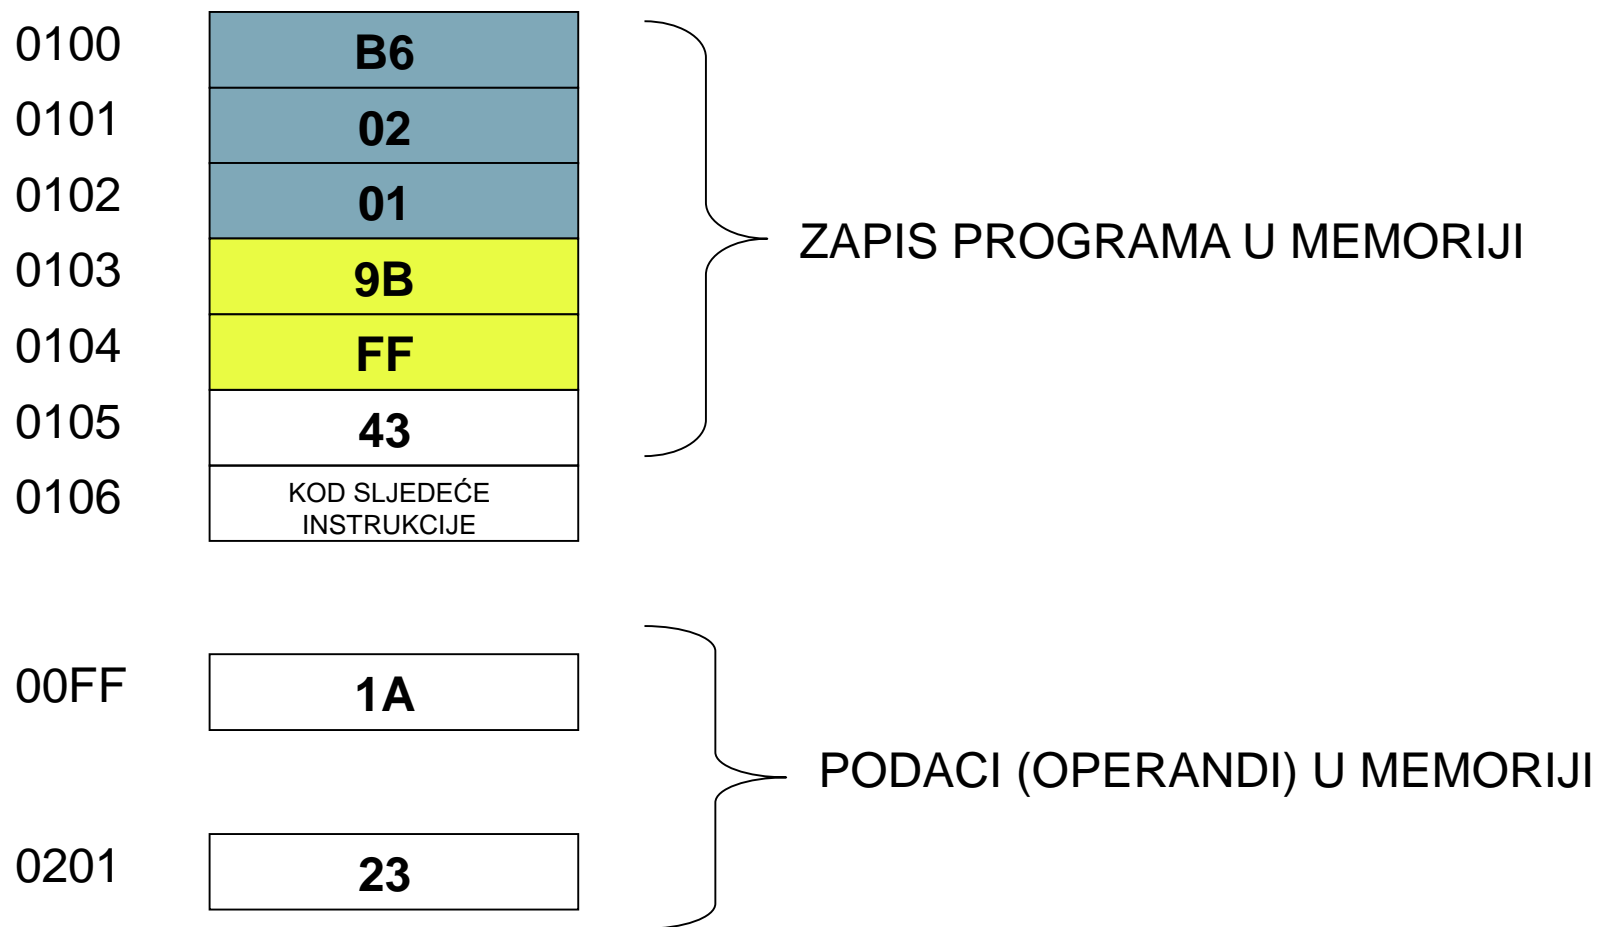 0100 B6
0101 02
0102 01
ZAPIS PROGRAMA U MEMORIJI
0103 9B
0104 FF
0105 43
0106 KOD SLJEDEĆE
INSTRUKCIJE
00FF 1A
PODACI (OPERANDI) U MEMORIJI
0201 23